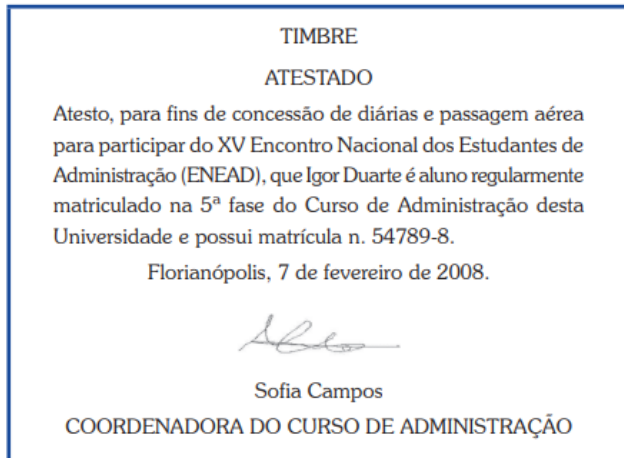 TIMBRE
ATESTADO
Atesto, para fins de concessão de diárias e passagem aérea
para participar do XV Encontro Nacional dos Estudantes de
Administração (ENEAD), que Igor Duarte é aluno regularmente
matriculado na 5ª fase do Curso de Administração desta
Universidade e possui matrícula n. 54789-8.
Florianópolis, 7 de fevereiro de 2008.
Sofia Campos
COORDENADORA DO CURSO DE ADMINISTRAÇÃO